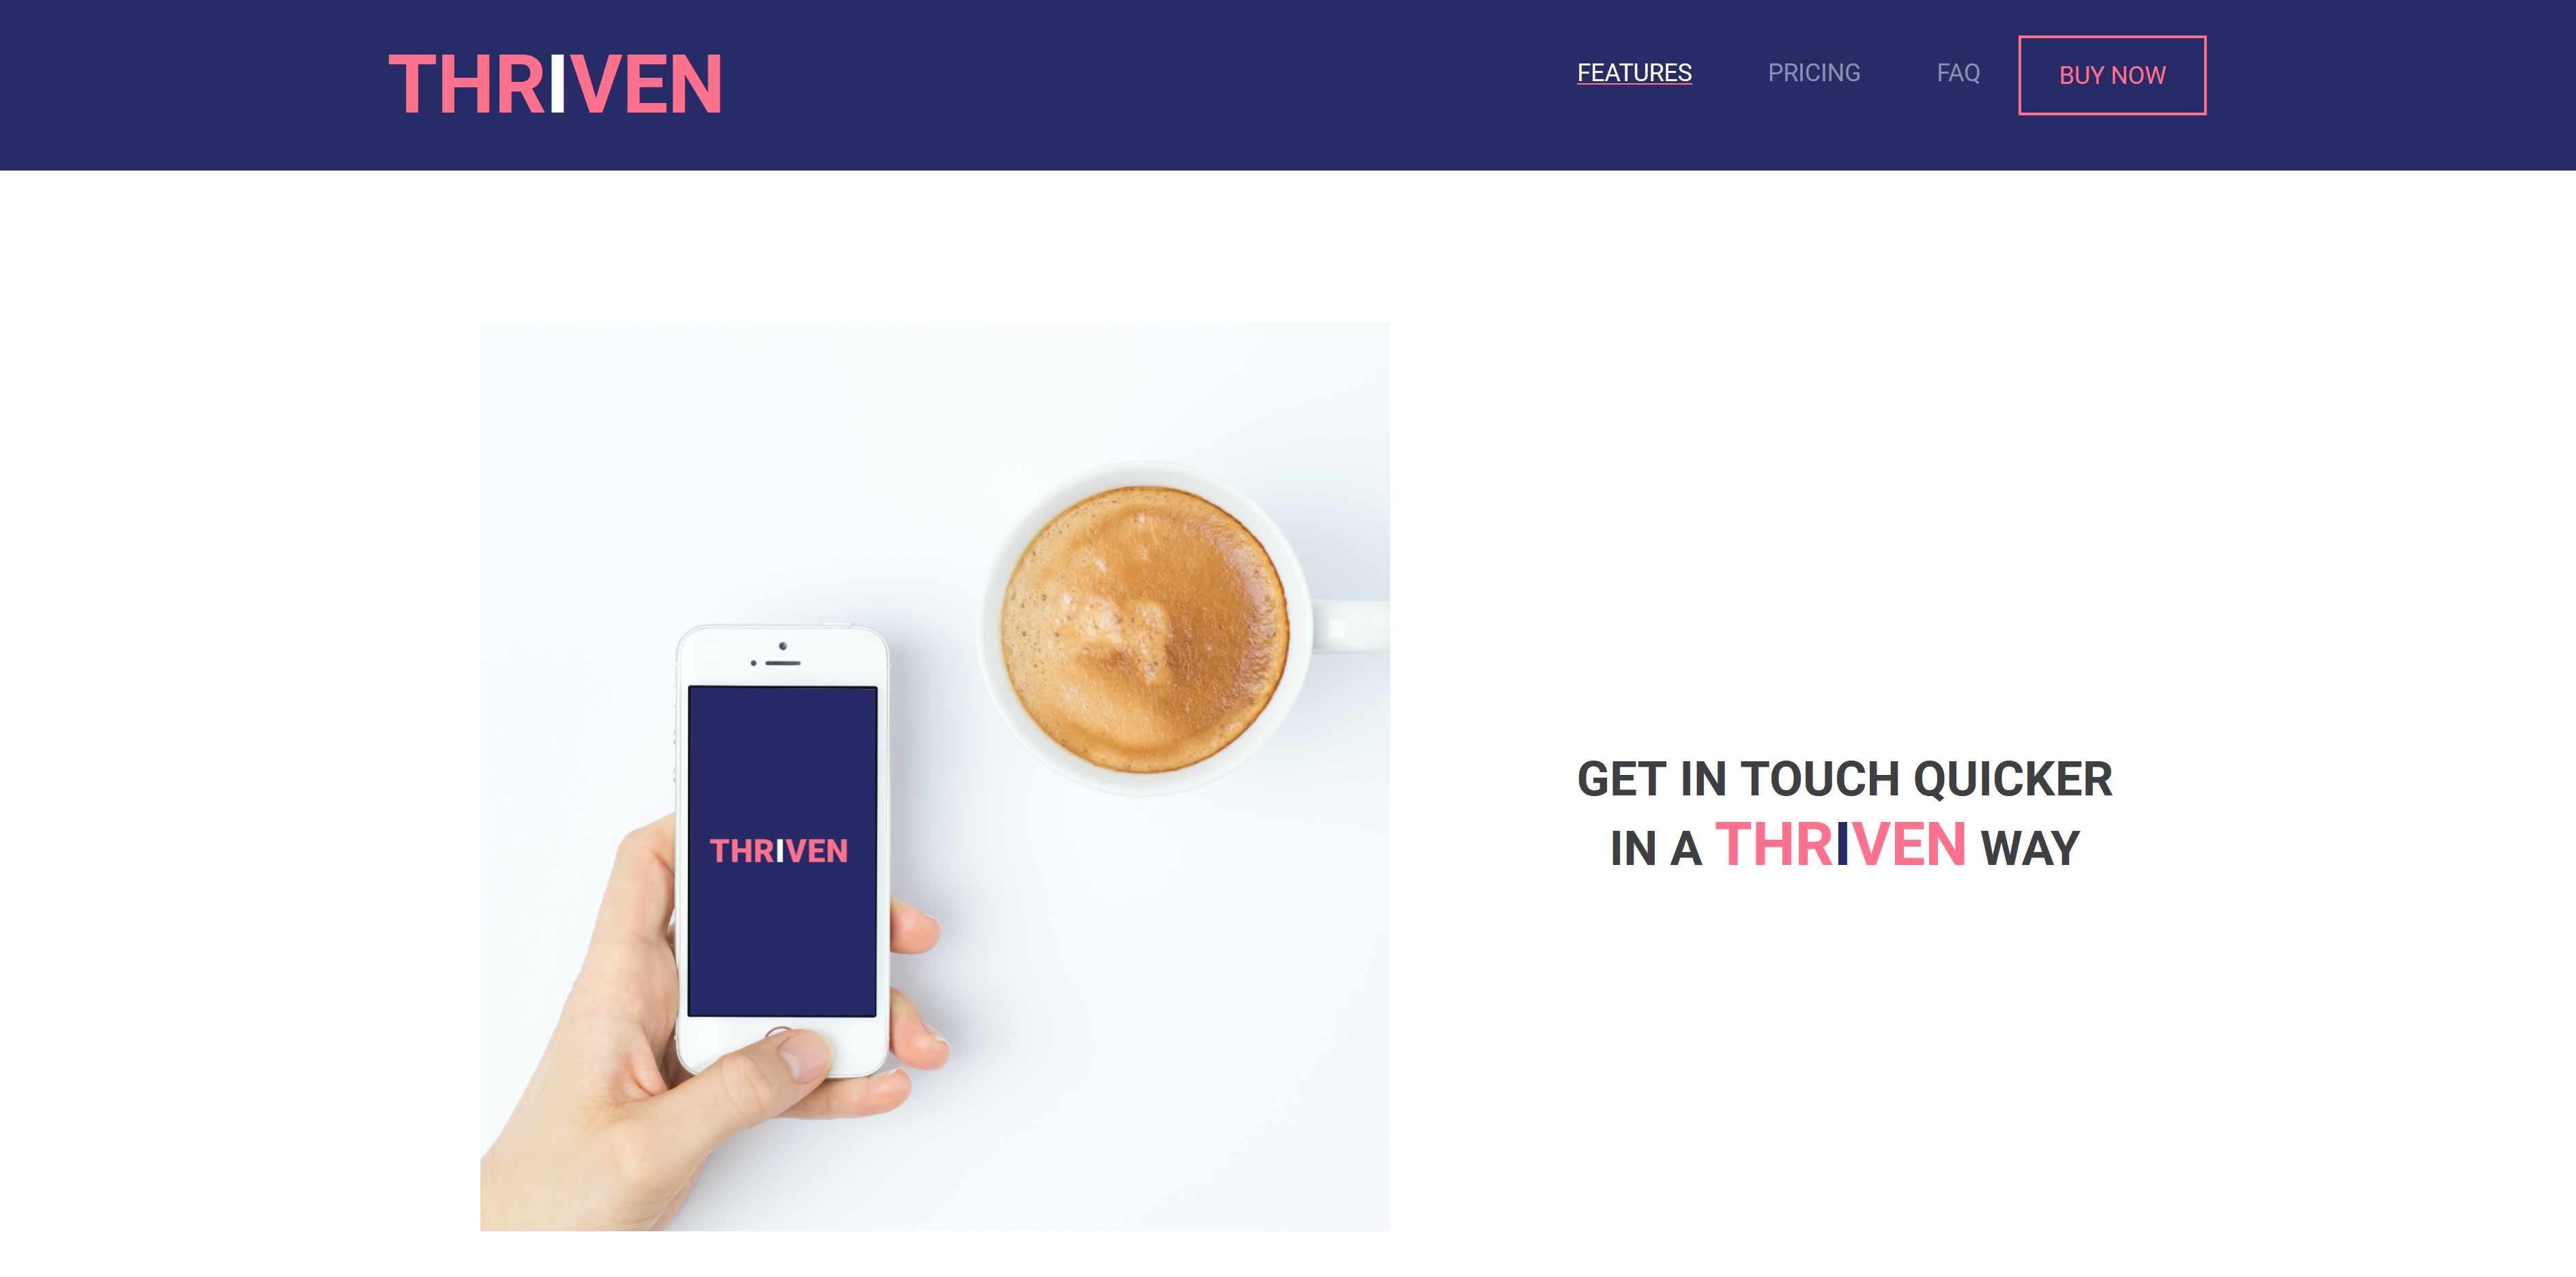 THRIVEN
FEATURES PRICING FAQ BUY NOW
THRIVEN
GET IN TOUCH QUICKER
IN A THRIVEN WAY